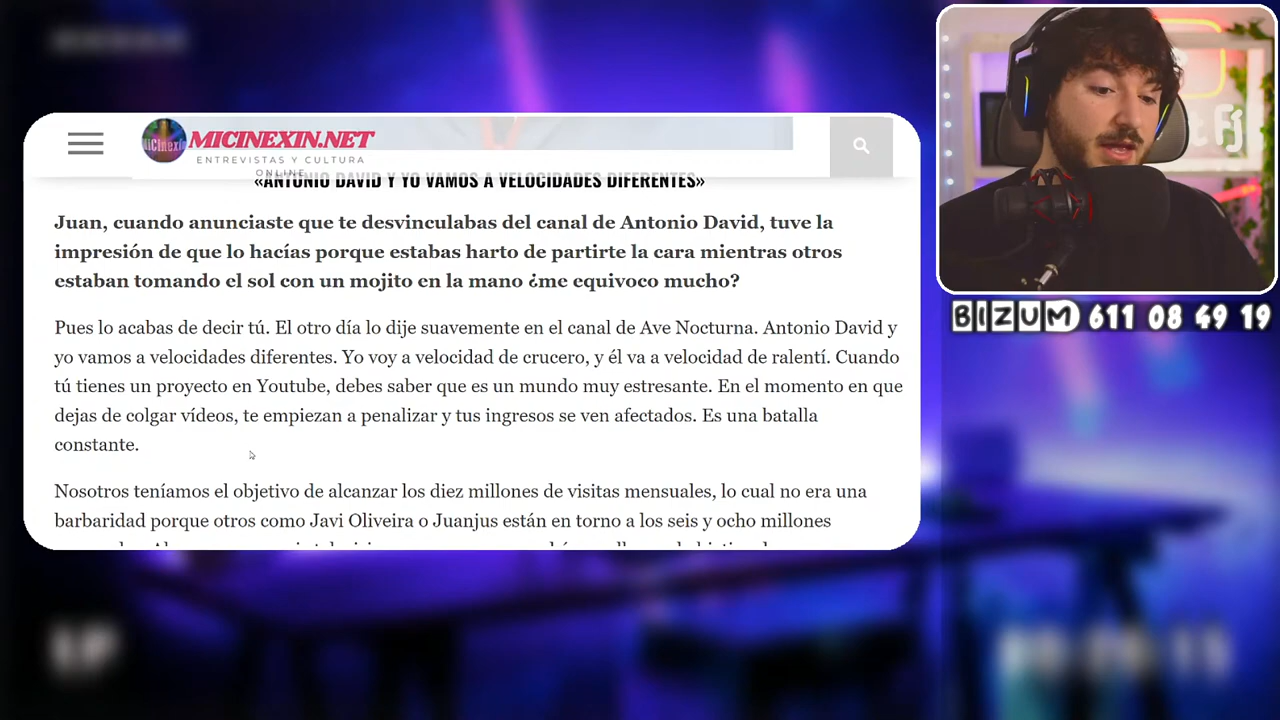 MICINEXIN.NET
ENTREVISTAS Y CULTURA
ONLINE
«ANTONIO DAVID Y YO VAMOS A VELOCIDADES DIFERENTES»
Juan, cuando anunciaste que te desvinculabas del canal de Antonio David, tuve la
impresión de que lo hacías porque estabas harto de partirte la cara mientras otros
estaban tomando el sol con un mojito en la mano ¿me equivoco mucho?
BIZUM 611 08 49 19
Pues lo acabas de decir tú. El otro día lo dije suavemente en el canal de Ave Nocturna. Antonio David y
yo vamos a velocidades diferentes. Yo voy a velocidad de crucero, y él va a velocidad de ralentí. Cuando
tú tienes un proyecto en Youtube, debes saber que es un mundo muy estresante. En el momento en que
dejas de colgar vídeos, te empiezan a penalizar y tus ingresos se ven afectados. Es una batalla
constante.
Nosotros teníamos el objetivo de alcanzar los diez millones de visitas mensuales, lo cual no era una
barbaridad porque otros como Javi Oliveira o Juanjus están en torno a los seis y ocho millones